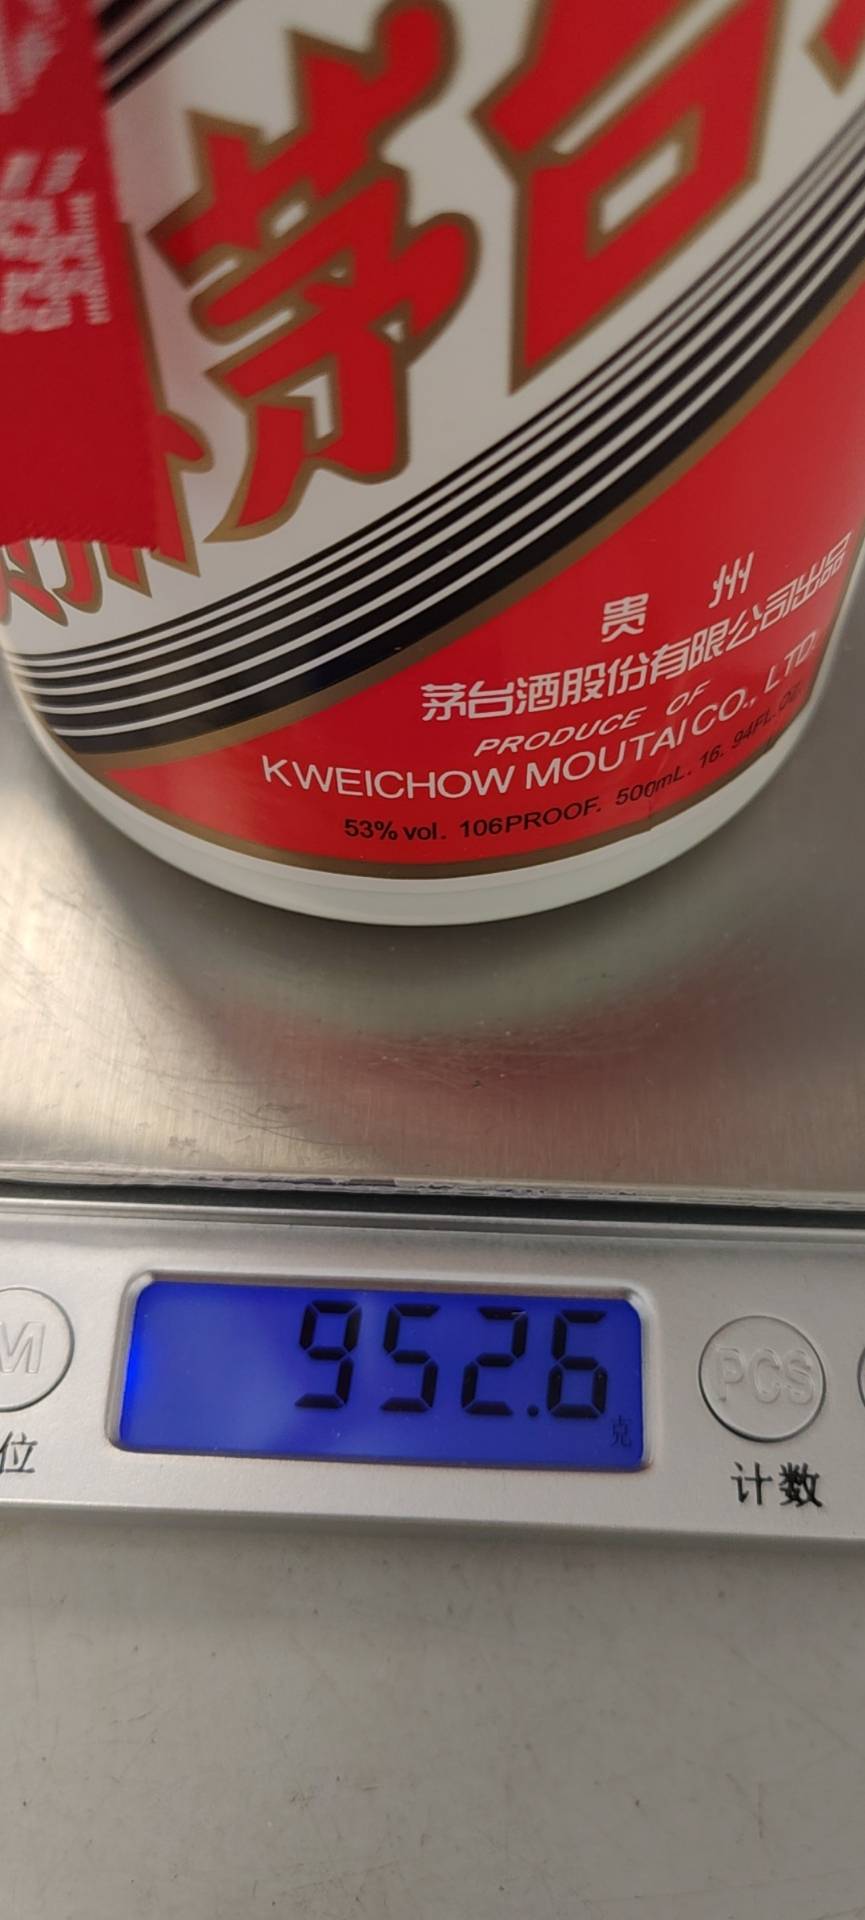 茅台
贵州
茅台酒股份有限公司出品
PRODUCE OF
KWEICHOW MOUTAI CO., LTD.
53% vol. 106PROOF. 500mL. 16. 94FL.OZ.
952.6
克
M
位
PCS
计数